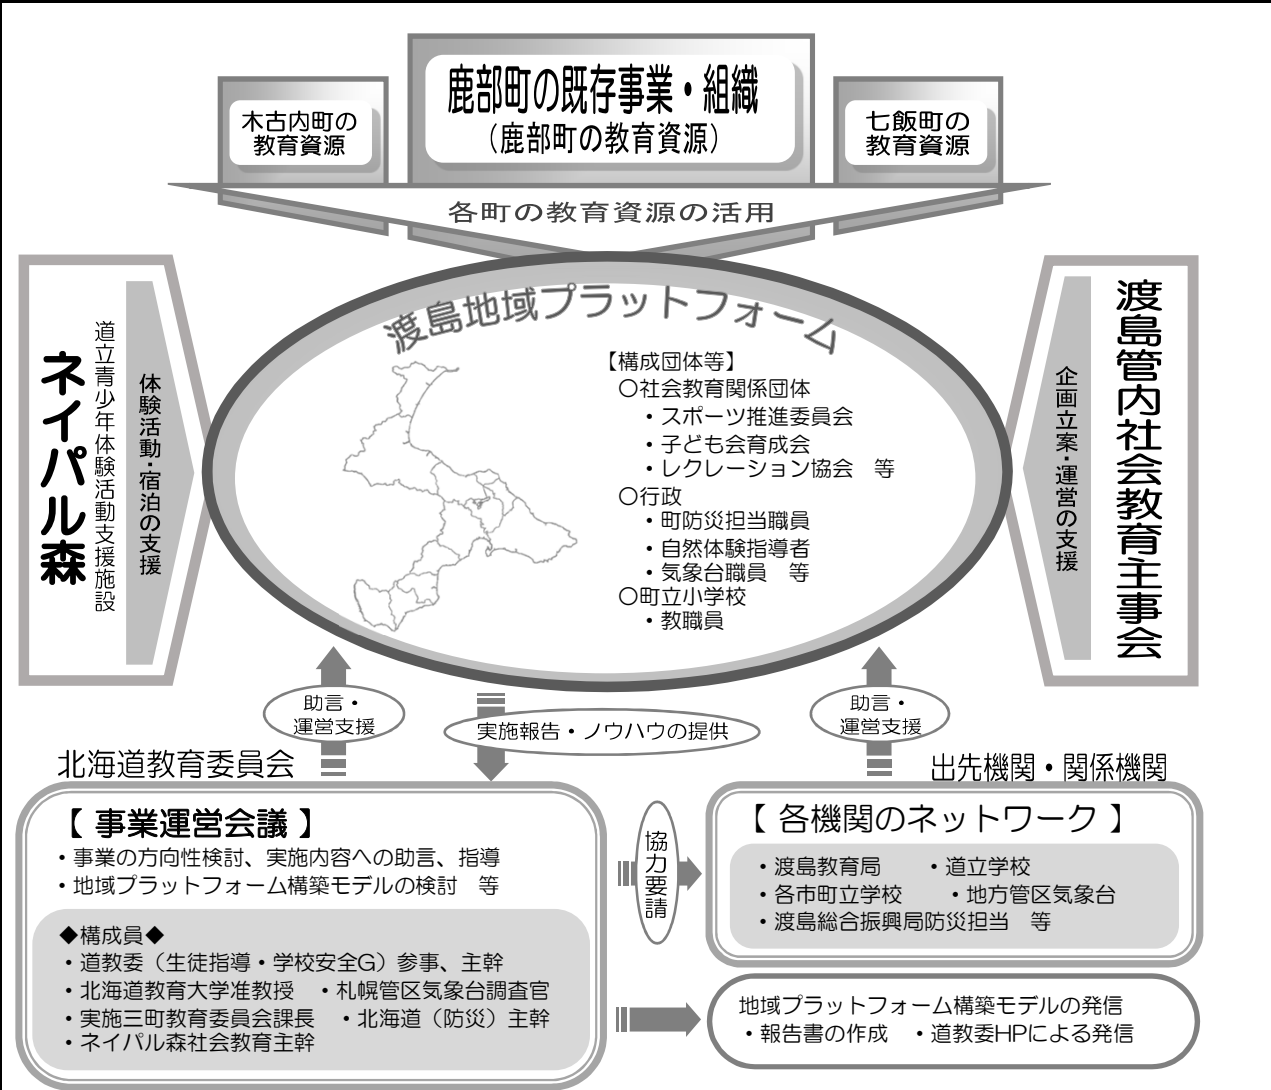 鹿部町の既存事業・組織
（鹿部町の教育資源）
木古内町の
教育資源
七飯町の
教育資源
各町の教育資源の活用
渡島地域プラットフォーム
道立青少年体験活動支援施設
ネイパル森
体験活動・宿泊の支援
【構成団体等】
○社会教育関係団体
・スポーツ推進委員会
・子ども会育成会
・レクレーション協会　等
○行政
・町防災担当職員
・自然体験指導者
・気象台職員　等
○町立小学校
・教職員
企画立案・運営の支援
渡島管内社会教育主事会
助言・
運営支援
実施報告・ノウハウの提供
助言・
運営支援
北海道教育委員会
【 事業運営会議 】
・事業の方向性検討、実施内容への助言、指導
・地域プラットフォーム構築モデルの検討　等
◆構成員◆
・道教委（生徒指導・学校安全G）参事、主幹
・北海道教育大学准教授　・札幌管区気象台調査官
・実施三町教育委員会課長　・北海道（防災）主幹
・ネイパル森社会教育主幹
協力要請
出先機関・関係機関
【 各機関のネットワーク 】
・渡島教育局　・道立学校
・各市町立学校　・地方管区気象台
・渡島総合振興局防災担当　等
地域プラットフォーム構築モデルの発信
・報告書の作成　・道教委HPによる発信